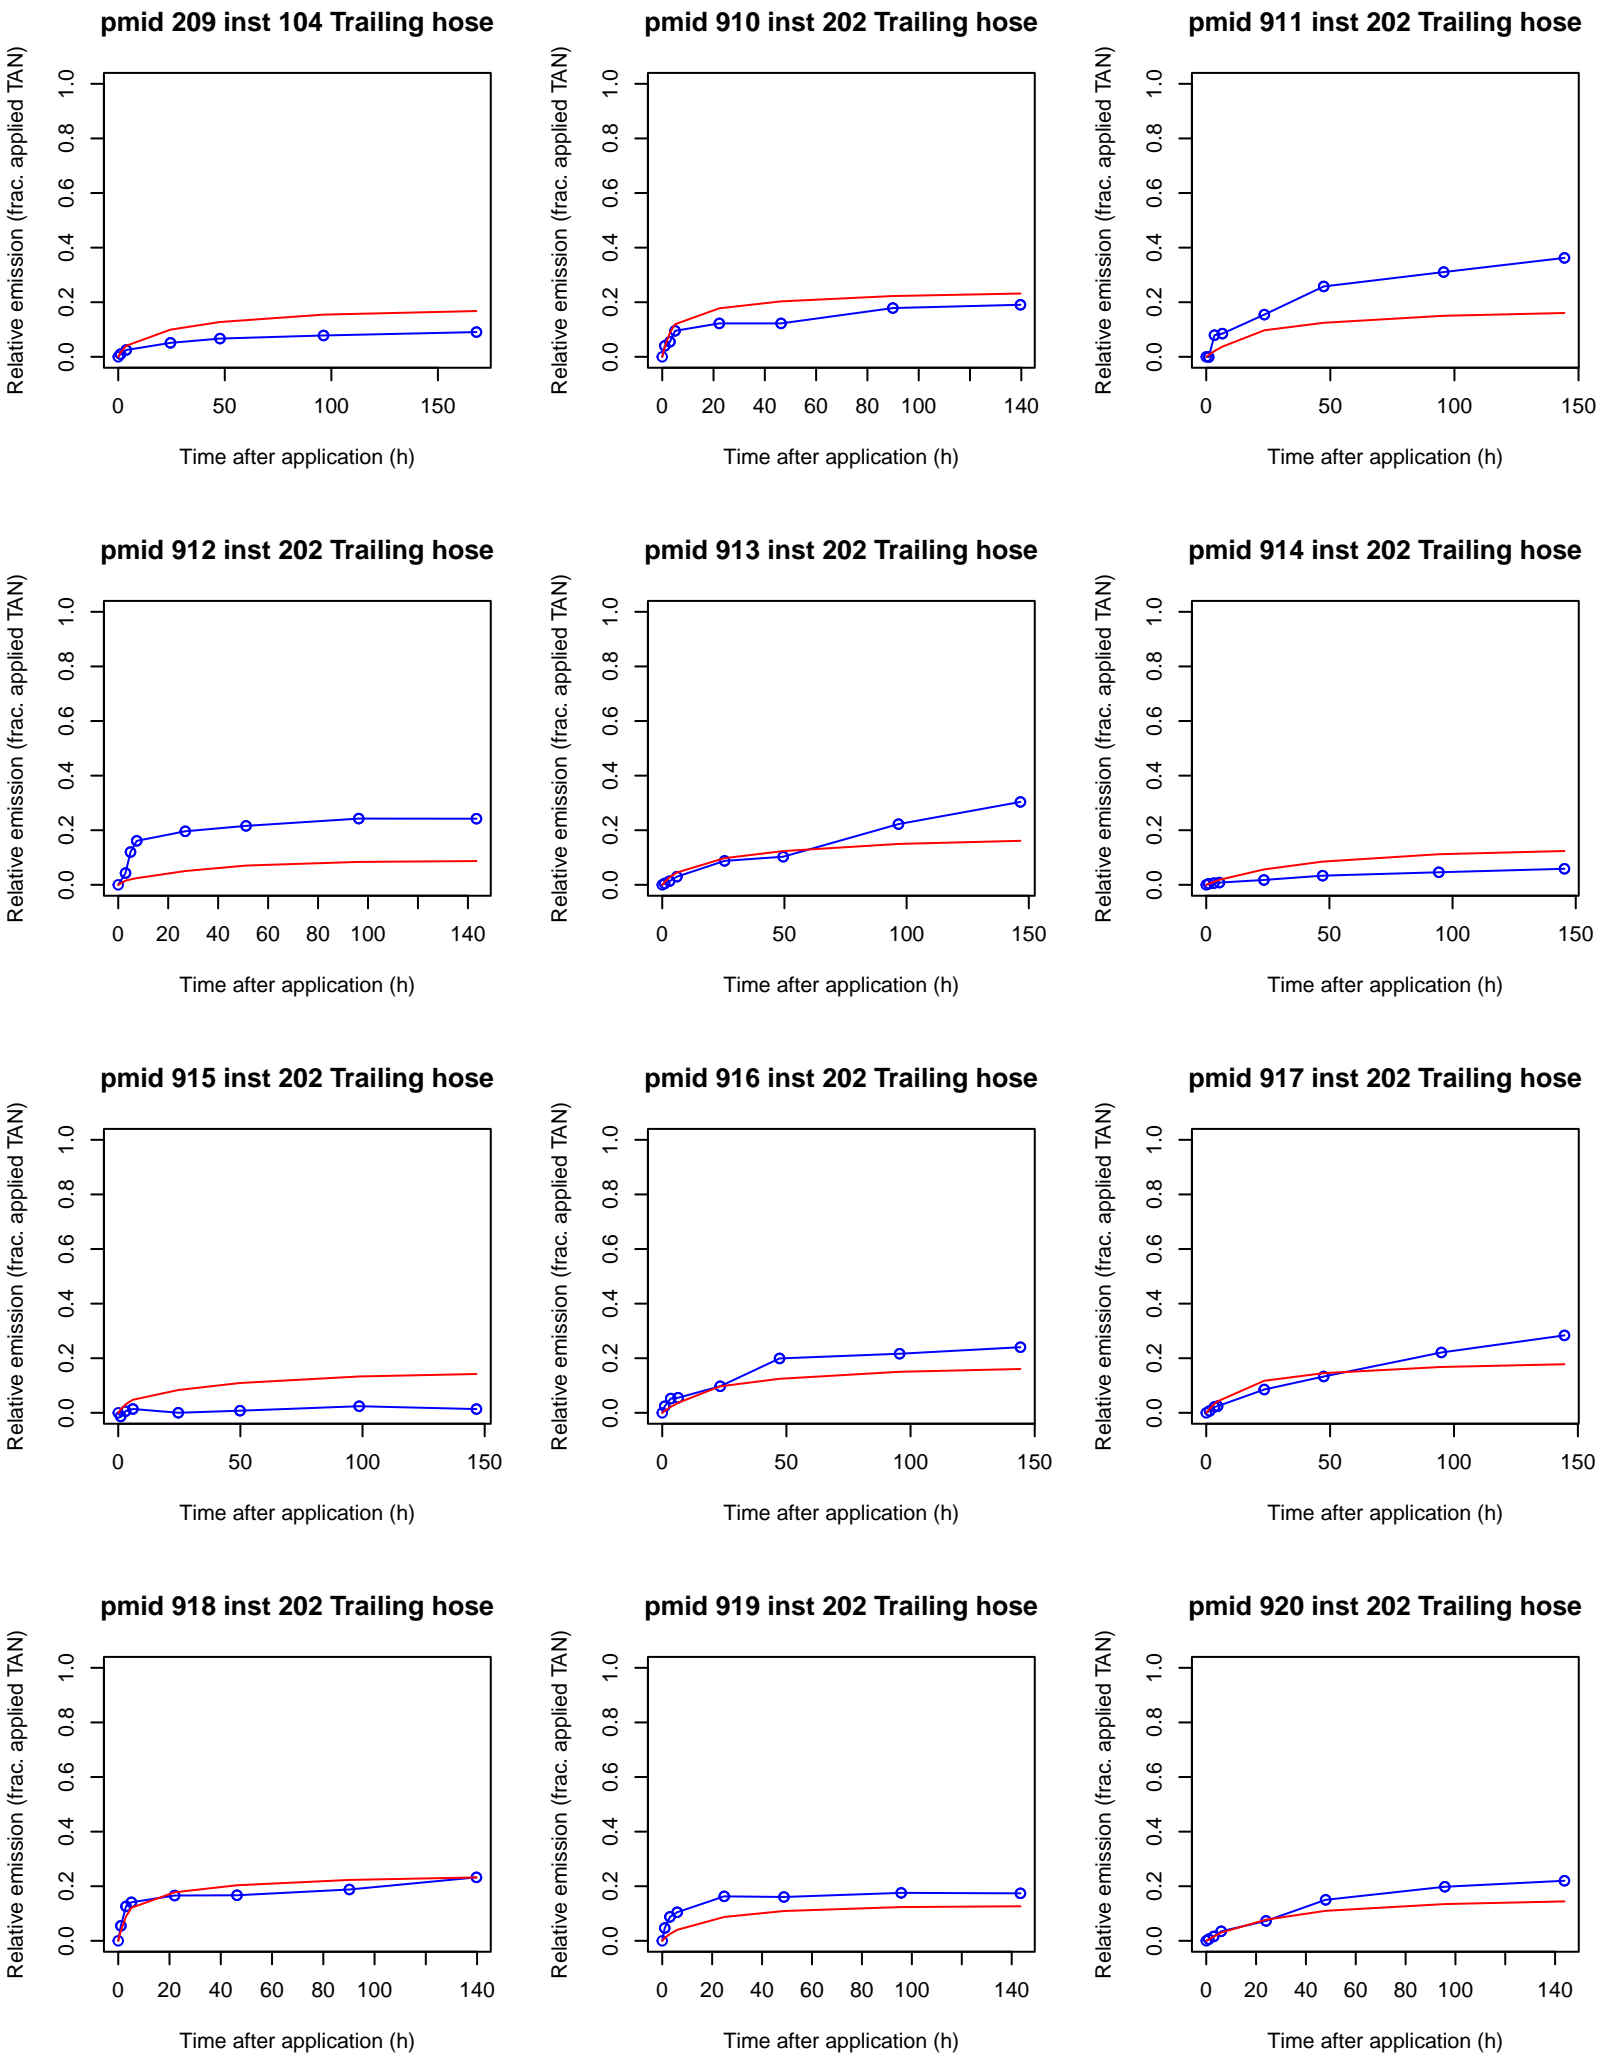 pmid 209 inst 104 Trailing hose
Relative emission (frac. applied TAN)
0.0 0.2 0.4 0.6 0.8 1.0
0 50 100 150
Time after application (h)
pmid 910 inst 202 Trailing hose
Relative emission (frac. applied TAN)
0.0 0.2 0.4 0.6 0.8 1.0
0 20 40 60 80 100 140
Time after application (h)
pmid 911 inst 202 Trailing hose
Relative emission (frac. applied TAN)
0.0 0.2 0.4 0.6 0.8 1.0
0 50 100 150
Time after application (h)
pmid 912 inst 202 Trailing hose
Relative emission (frac. applied TAN)
0.0 0.2 0.4 0.6 0.8 1.0
0 20 40 60 80 100 140
Time after application (h)
pmid 913 inst 202 Trailing hose
Relative emission (frac. applied TAN)
0.0 0.2 0.4 0.6 0.8 1.0
0 50 100 150
Time after application (h)
pmid 914 inst 202 Trailing hose
Relative emission (frac. applied TAN)
0.0 0.2 0.4 0.6 0.8 1.0
0 50 100 150
Time after application (h)
pmid 915 inst 202 Trailing hose
Relative emission (frac. applied TAN)
0.0 0.2 0.4 0.6 0.8 1.0
0 50 100 150
Time after application (h)
pmid 916 inst 202 Trailing hose
Relative emission (frac. applied TAN)
0.0 0.2 0.4 0.6 0.8 1.0
0 50 100 150
Time after application (h)
pmid 917 inst 202 Trailing hose
Relative emission (frac. applied TAN)
0.0 0.2 0.4 0.6 0.8 1.0
0 50 100 150
Time after application (h)
pmid 918 inst 202 Trailing hose
Relative emission (frac. applied TAN)
0.0 0.2 0.4 0.6 0.8 1.0
0 20 40 60 80 100 140
Time after application (h)
pmid 919 inst 202 Trailing hose
Relative emission (frac. applied TAN)
0.0 0.2 0.4 0.6 0.8 1.0
0 20 40 60 80 100 140
Time after application (h)
pmid 920 inst 202 Trailing hose
Relative emission (frac. applied TAN)
0.0 0.2 0.4 0.6 0.8 1.0
0 20 40 60 80 100 140
Time after application (h)